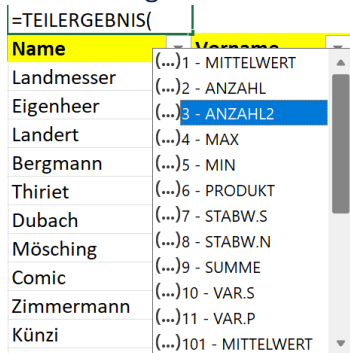 =TEILERGEBNIS(
Name Vorname
(...)1 - MITTELWERT
Landmesser
(...)2 - ANZAHL
Eigenheer
(...)3 - ANZAHL2
Landert
(...)4 - MAX
Bergmann
(...)5 - MIN
Thiriet
(...)6 - PRODUKT
Dubach
(...)7 - STABW.S
Mösching
(...)8 - STABW.N
Comic
(...)9 - SUMME
Zimmermann
(...)10 - VAR.S
Künzi
(...)11 - VAR.P
(...)101 - MITTELWERT